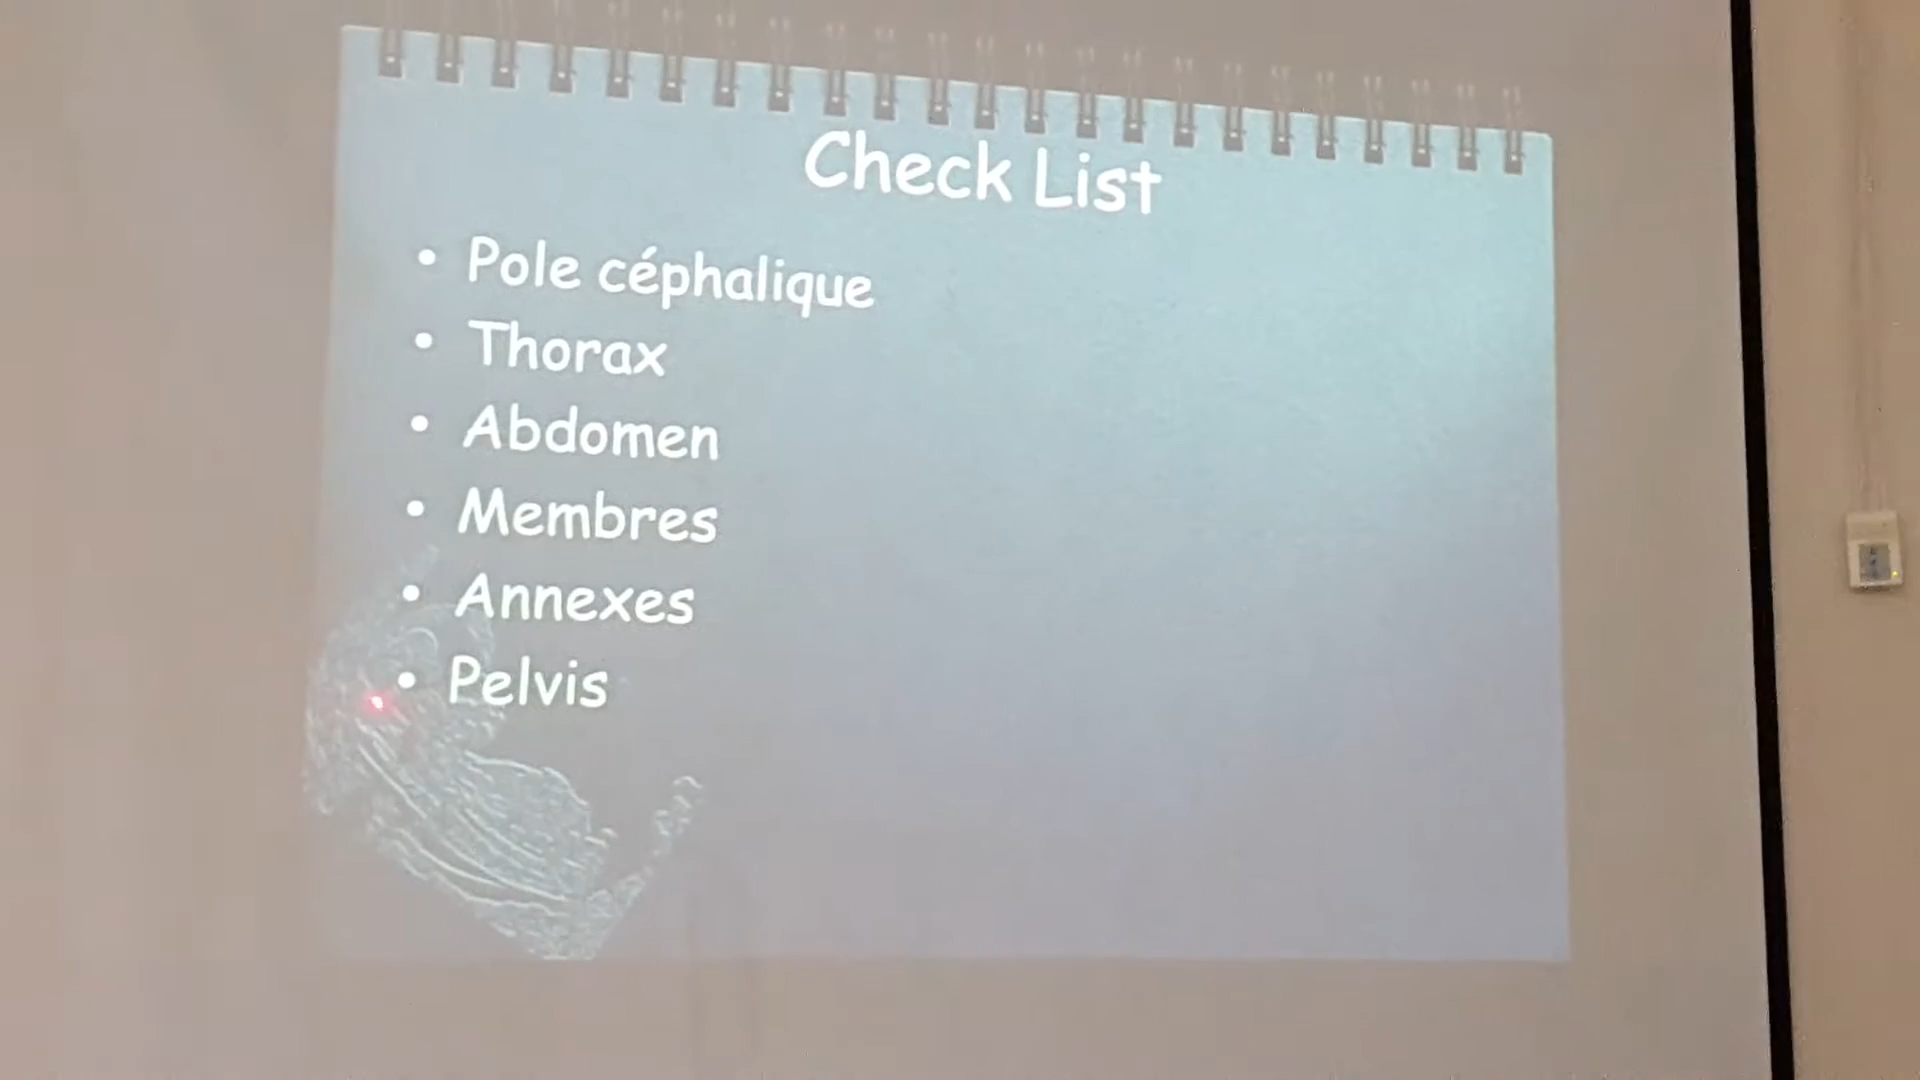 Check List
• Pole céphalique
• Thorax
• Abdomen
• Membres
• Annexes
• Pelvis